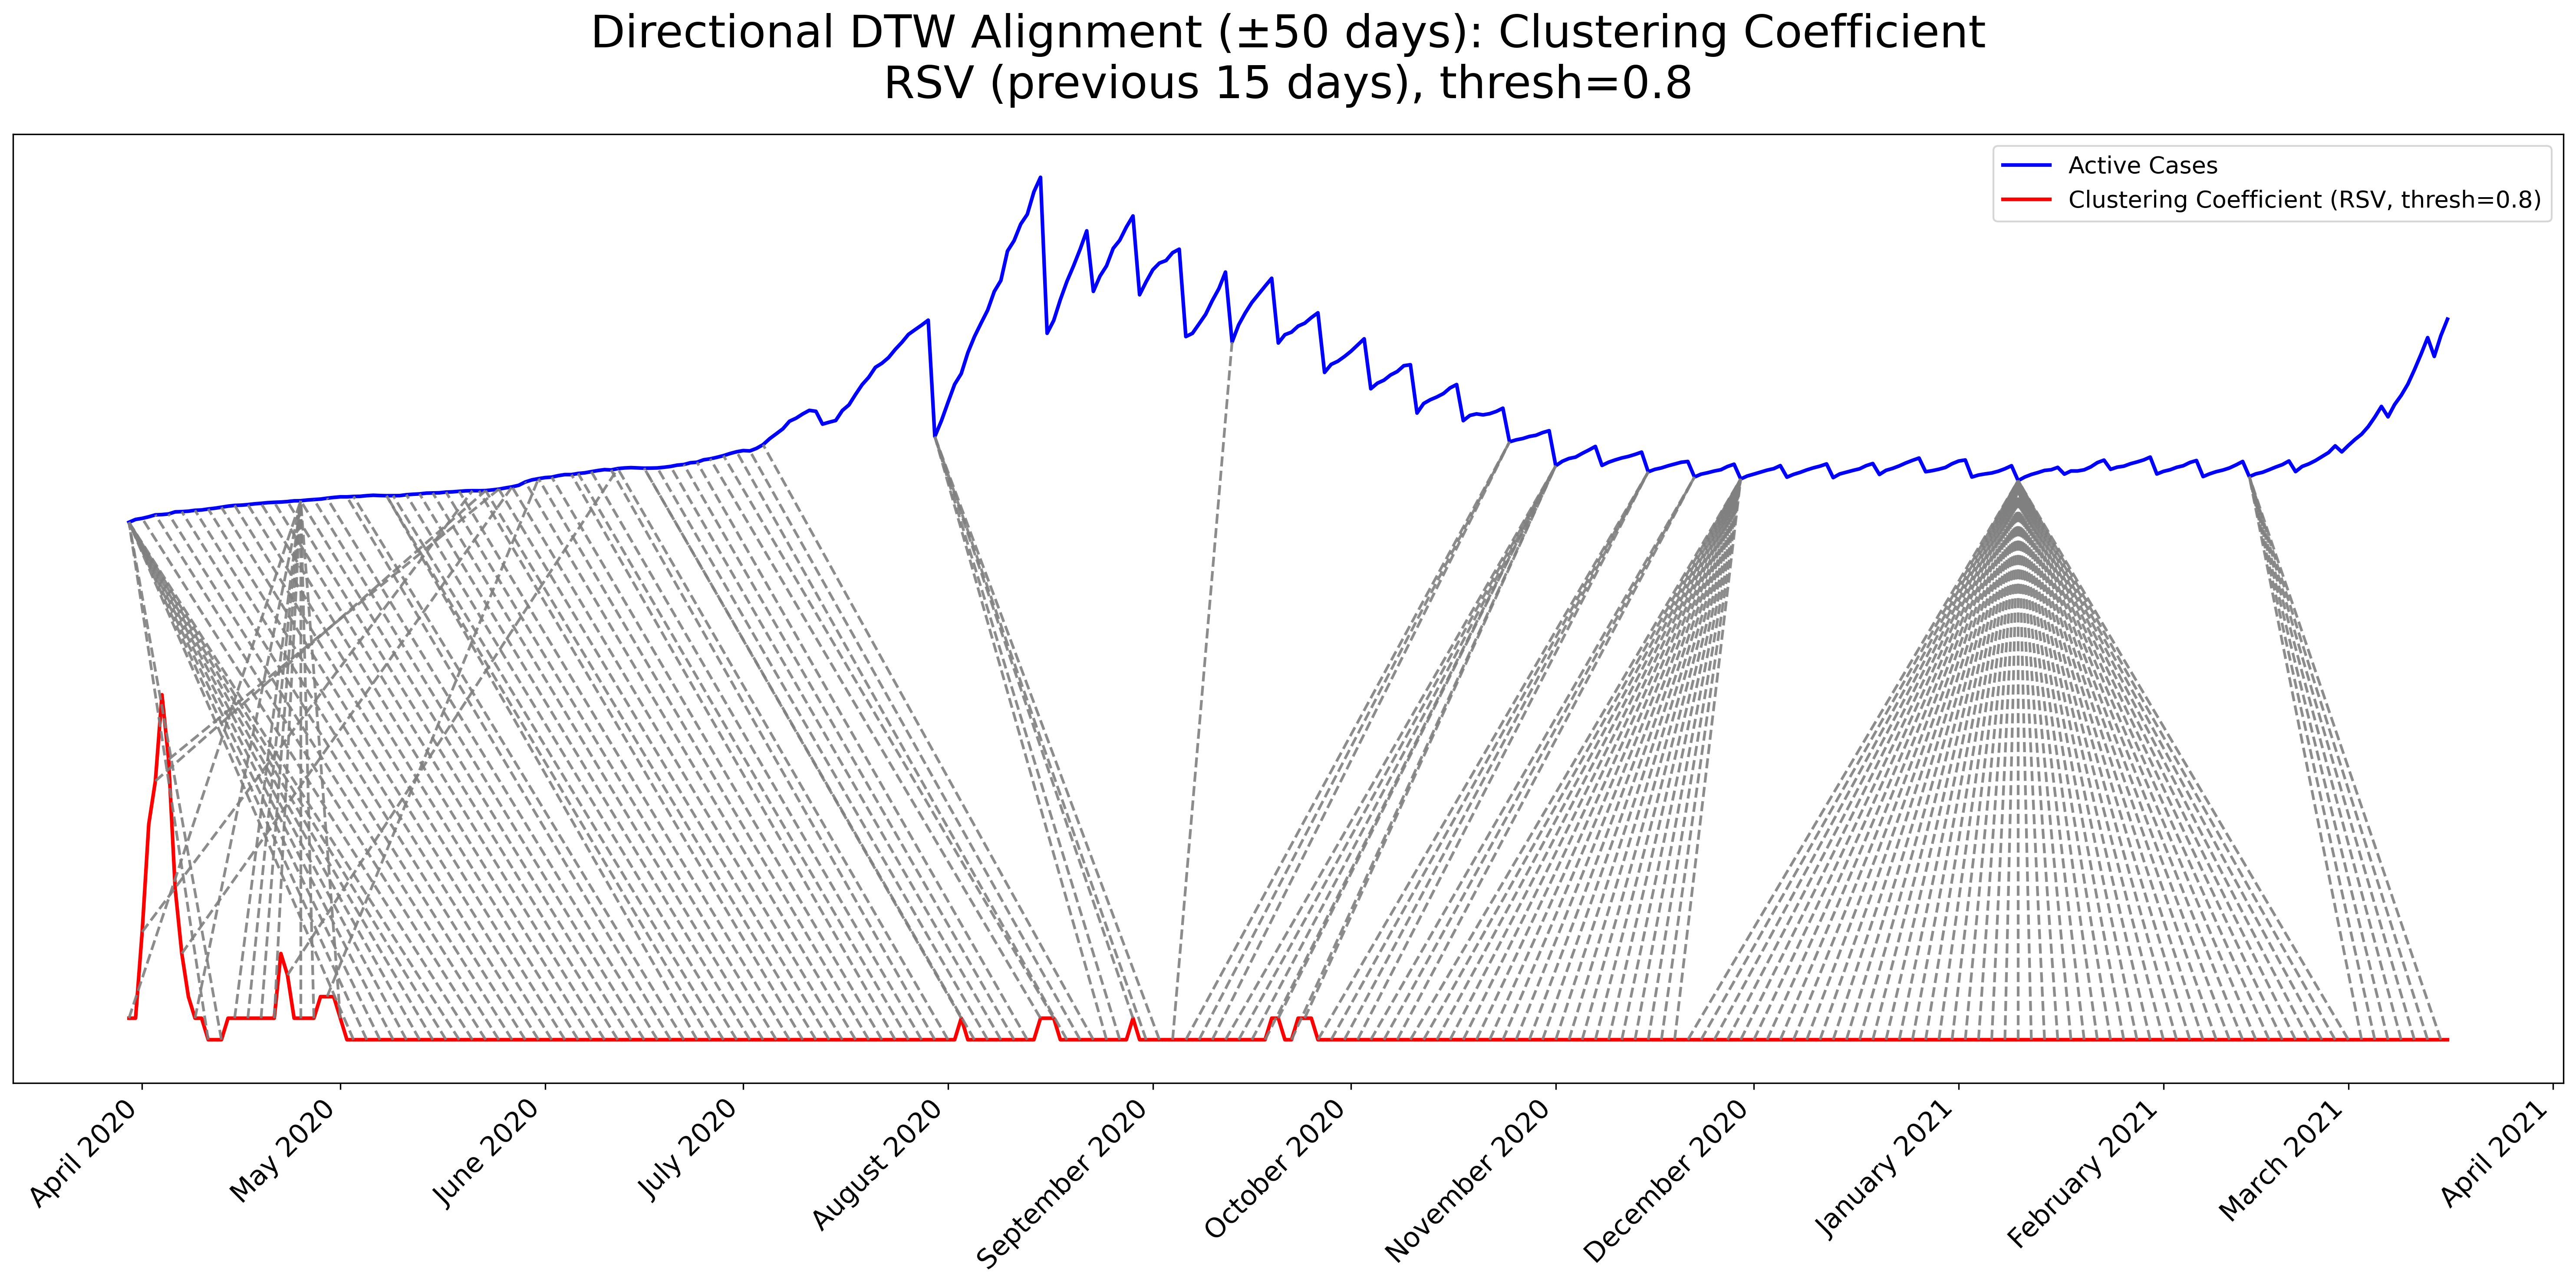 Directional DTW Alignment (±50 days): Clustering Coefficient
RSV (previous 15 days), thresh=0.8
Active Cases
Clustering Coefficient (RSV, thresh=0.8)
April 2020
May 2020
June 2020
July 2020
August 2020
September 2020
October 2020
November 2020
December 2020
January 2021
February 2021
March 2021
April 2021